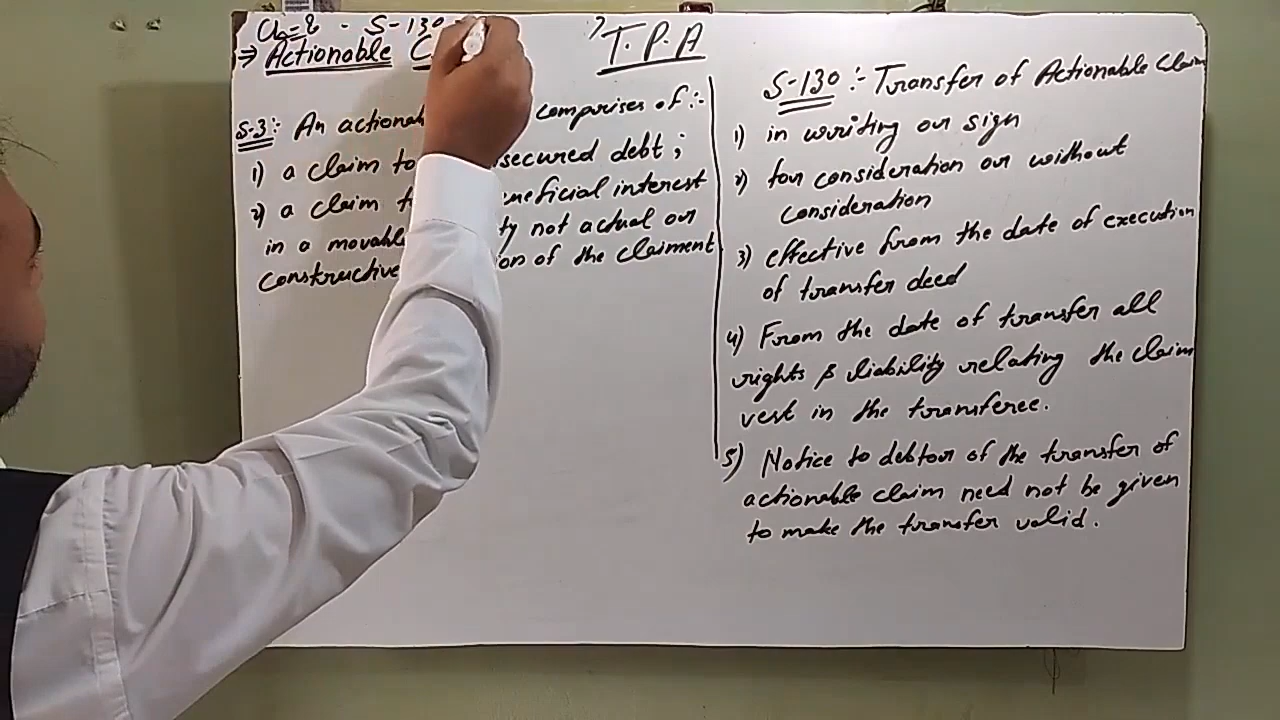 Ch=8 - S-130
T.P.A
⇒ Actionable
S-3:- An comprises of :-
1) a claim to secured debt;
2) a claim interest
in a not actual or
constructive of the claiment
S-130:- Transfer of Actionable Claim
1) in writing or sign
2) for consideration or without
consideration
3) effective from the date of execution
of transfer deed
4) From the date of transfer all
rights & liability relating the claim
vest in the transferee.
5) Notice to debtor of the transfer of
actionable claim need not be given
to make the transfer valid.